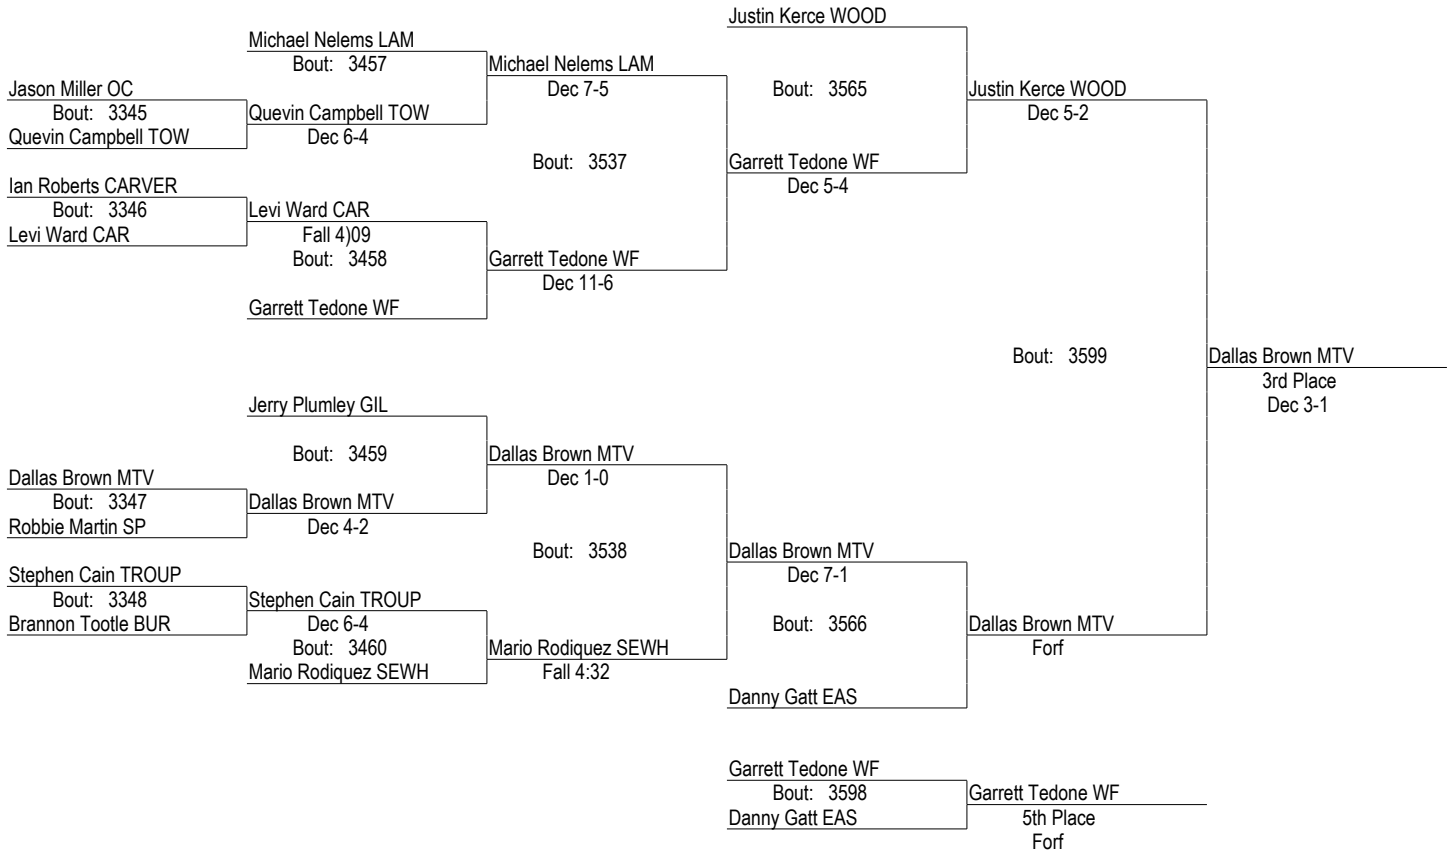 Justin Kerce WOOD
Michael Nelems LAM
Bout: 3457
Michael Nelems LAM
Dec 7-5
Jason Miller OC
Bout: 3345
Quevin Campbell TOW
Quevin Campbell TOW
Dec 6-4
Bout: 3565
Justin Kerce WOOD
Dec 5-2
Bout: 3537
Garrett Tedone WF
Dec 5-4
Ian Roberts CARVER
Bout: 3346
Levi Ward CAR
Levi Ward CAR
Fall 4)09
Bout: 3458
Garrett Tedone WF
Dec 11-6
Garrett Tedone WF
Bout: 3599
Dallas Brown MTV
3rd Place
Dec 3-1
Jerry Plumley GIL
Bout: 3459
Dallas Brown MTV
Dec 1-0
Dallas Brown MTV
Bout: 3347
Robbie Martin SP
Dallas Brown MTV
Dec 4-2
Bout: 3538
Dallas Brown MTV
Dec 7-1
Stephen Cain TROUP
Bout: 3348
Brannon Tootle BUR
Stephen Cain TROUP
Dec 6-4
Bout: 3460
Mario Rodiquez SEWH
Mario Rodiquez SEWH
Fall 4:32
Bout: 3566
Dallas Brown MTV
Forf
Danny Gatt EAS
Garrett Tedone WF
Bout: 3598
Danny Gatt EAS
Garrett Tedone WF
5th Place
Forf